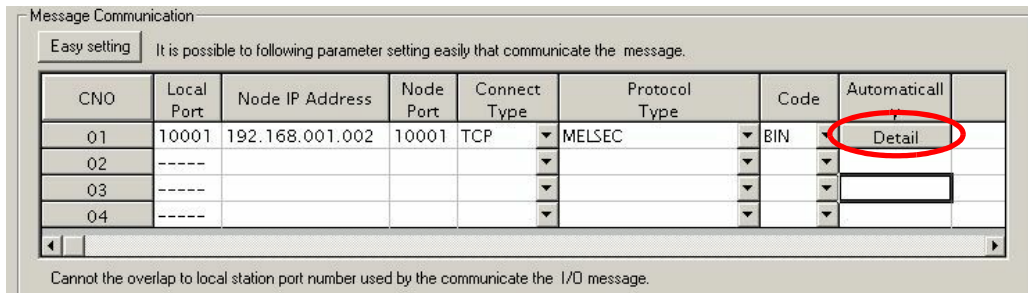 Message Communication
Easy setting It is possible to following parameter setting easily that communicate the message.
CNO Local Port Node IP Address Node Port Connect Type Protocol Type Code Automaticall y
01 10001 192.168.001.002 10001 TCP MELSEC BIN Detail
02 -----
03 -----
04 -----
Cannot the overlap to local station port number used by the communicate the I/O message.